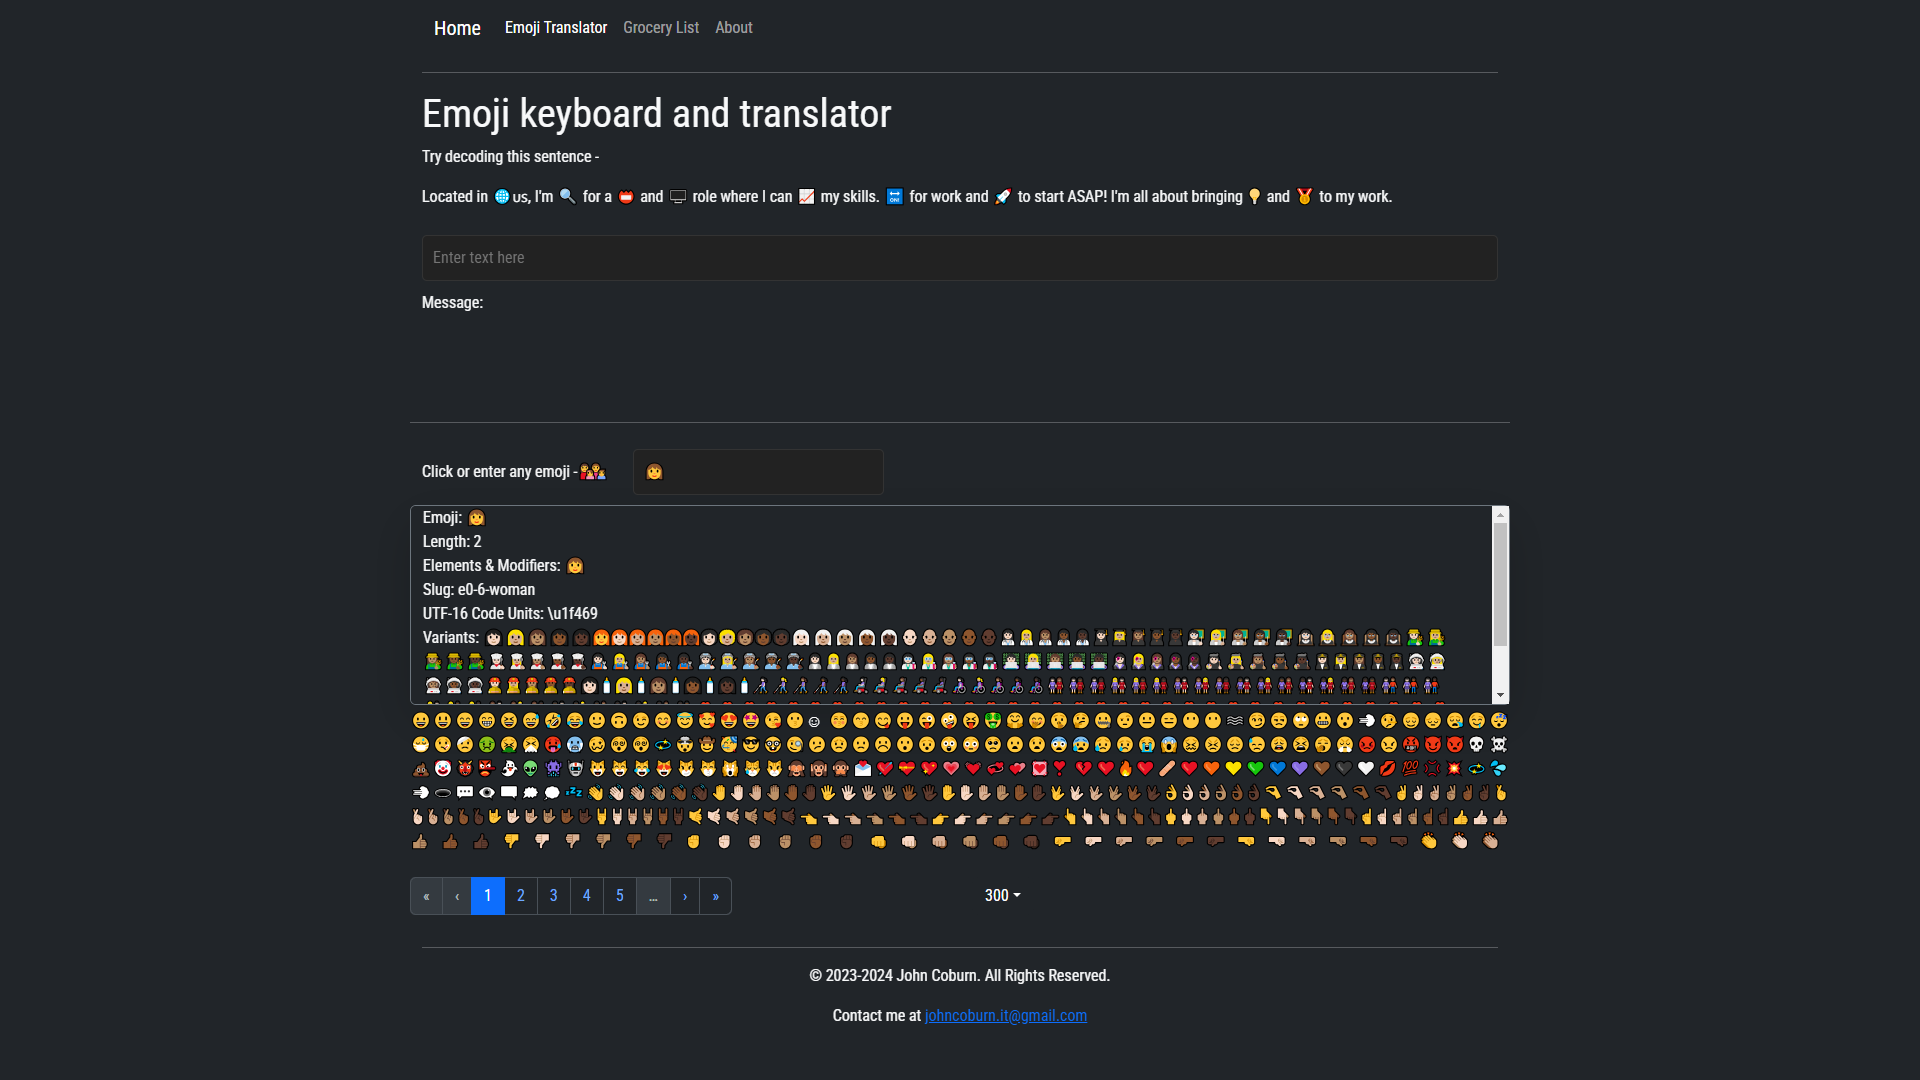 Home Emoji Translator Grocery List About
Emoji keyboard and translator
Try decoding this sentence -
Located in 🌐us, I'm 🔍 for a 📛 and 🖥️ role where I can 📈 my skills. 🔛 for work and 🚀 to start ASAP! I'm all about bringing 💡 and 🏅 to my work.
Enter text here
Message:
Click or enter any emoji -
Emoji: 👩
Length: 2
Elements & Modifiers: 👩
Slug: e0-6-woman
UTF-16 Code Units: \u1f469
Variants:
« ‹ 1 2 3 4 5 … › »
300
© 2023-2024 John Coburn. All Rights Reserved.
Contact me at johncoburn.it@gmail.com